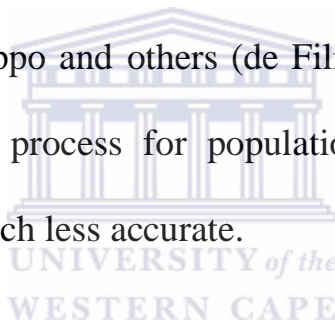 ppo and others (de Fil
process for populatio
ch less accurate.
UNIVERSITY of the
WESTERN CAPE